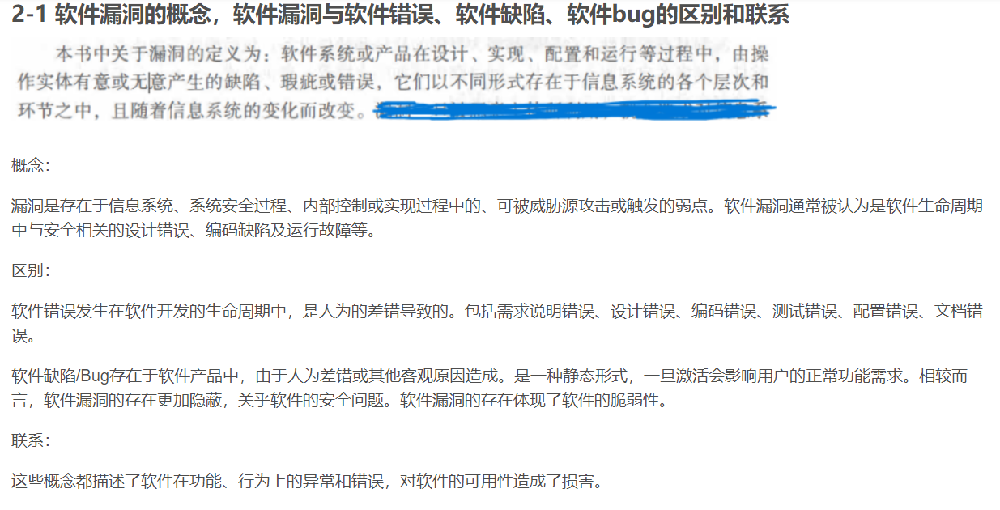 2-1 软件漏洞的概念，软件漏洞与软件错误、软件缺陷、软件bug的区别和联系
本书中关于漏洞的定义为：软件系统或产品在设计、实现、配置和运行等过程中，由操
作实体有意或无意产生的缺陷、瑕疵或错误，它们以不同形式存在于信息系统的各个层次和
环节之中，且随着信息系统的变化而改变。
概念：
漏洞是存在于信息系统、系统安全过程、内部控制或实现过程中的、可被威胁源攻击或触发的弱点。软件漏洞通常被认为是软件生命周期
中与安全相关的设计错误、编码缺陷及运行故障等。
区别：
软件错误发生在软件开发的生命周期中，是人为的差错导致的。包括需求说明错误、设计错误、编码错误、测试错误、配置错误、文档错
误。
软件缺陷/Bug存在于软件产品中，由于人为差错或其他客观原因造成。是一种静态形式，一旦激活会影响用户的正常功能需求。相较而
言，软件漏洞的存在更加隐蔽，关乎软件的安全问题。软件漏洞的存在体现了软件的脆弱性。
联系：
这些概念都描述了软件在功能、行为上的异常和错误，对软件的可用性造成了损害。